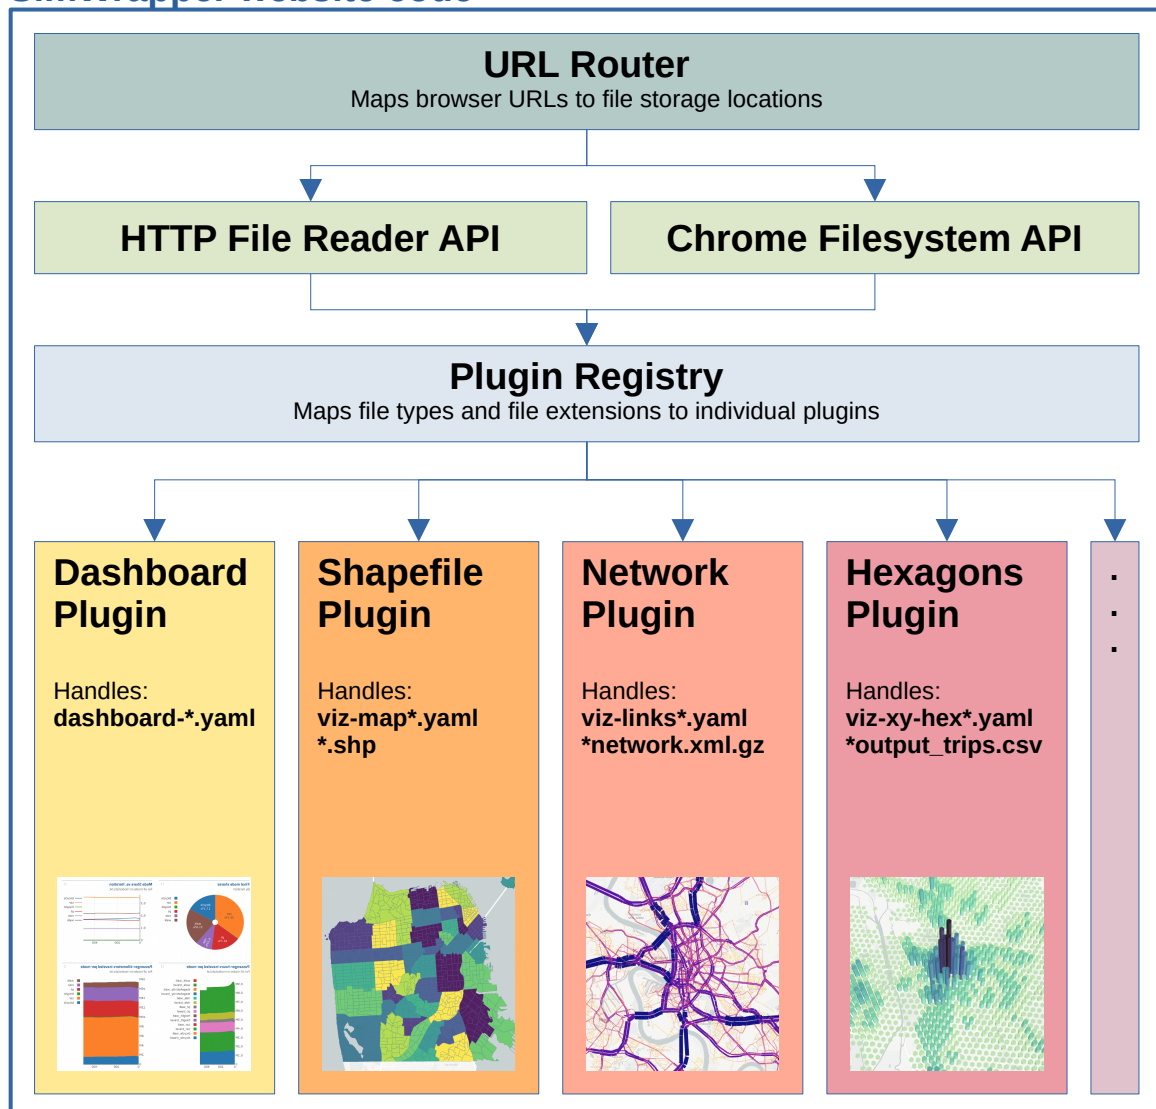 SimWrapper website code
URL Router
Maps browser URLs to file storage locations
HTTP File Reader API
Chrome Filesystem API
Plugin Registry
Maps file types and file extensions to individual plugins
Dashboard
Plugin
Handles:
dashboard-*.yaml
Shapefile
Plugin
Handles:
viz-map*.yaml
*.shp
Network
Plugin
Handles:
viz-links*.yaml
*network.xml.gz
Hexagons
Plugin
Handles:
viz-xy-hex*.yaml
*output_trips.csv
.
.
.